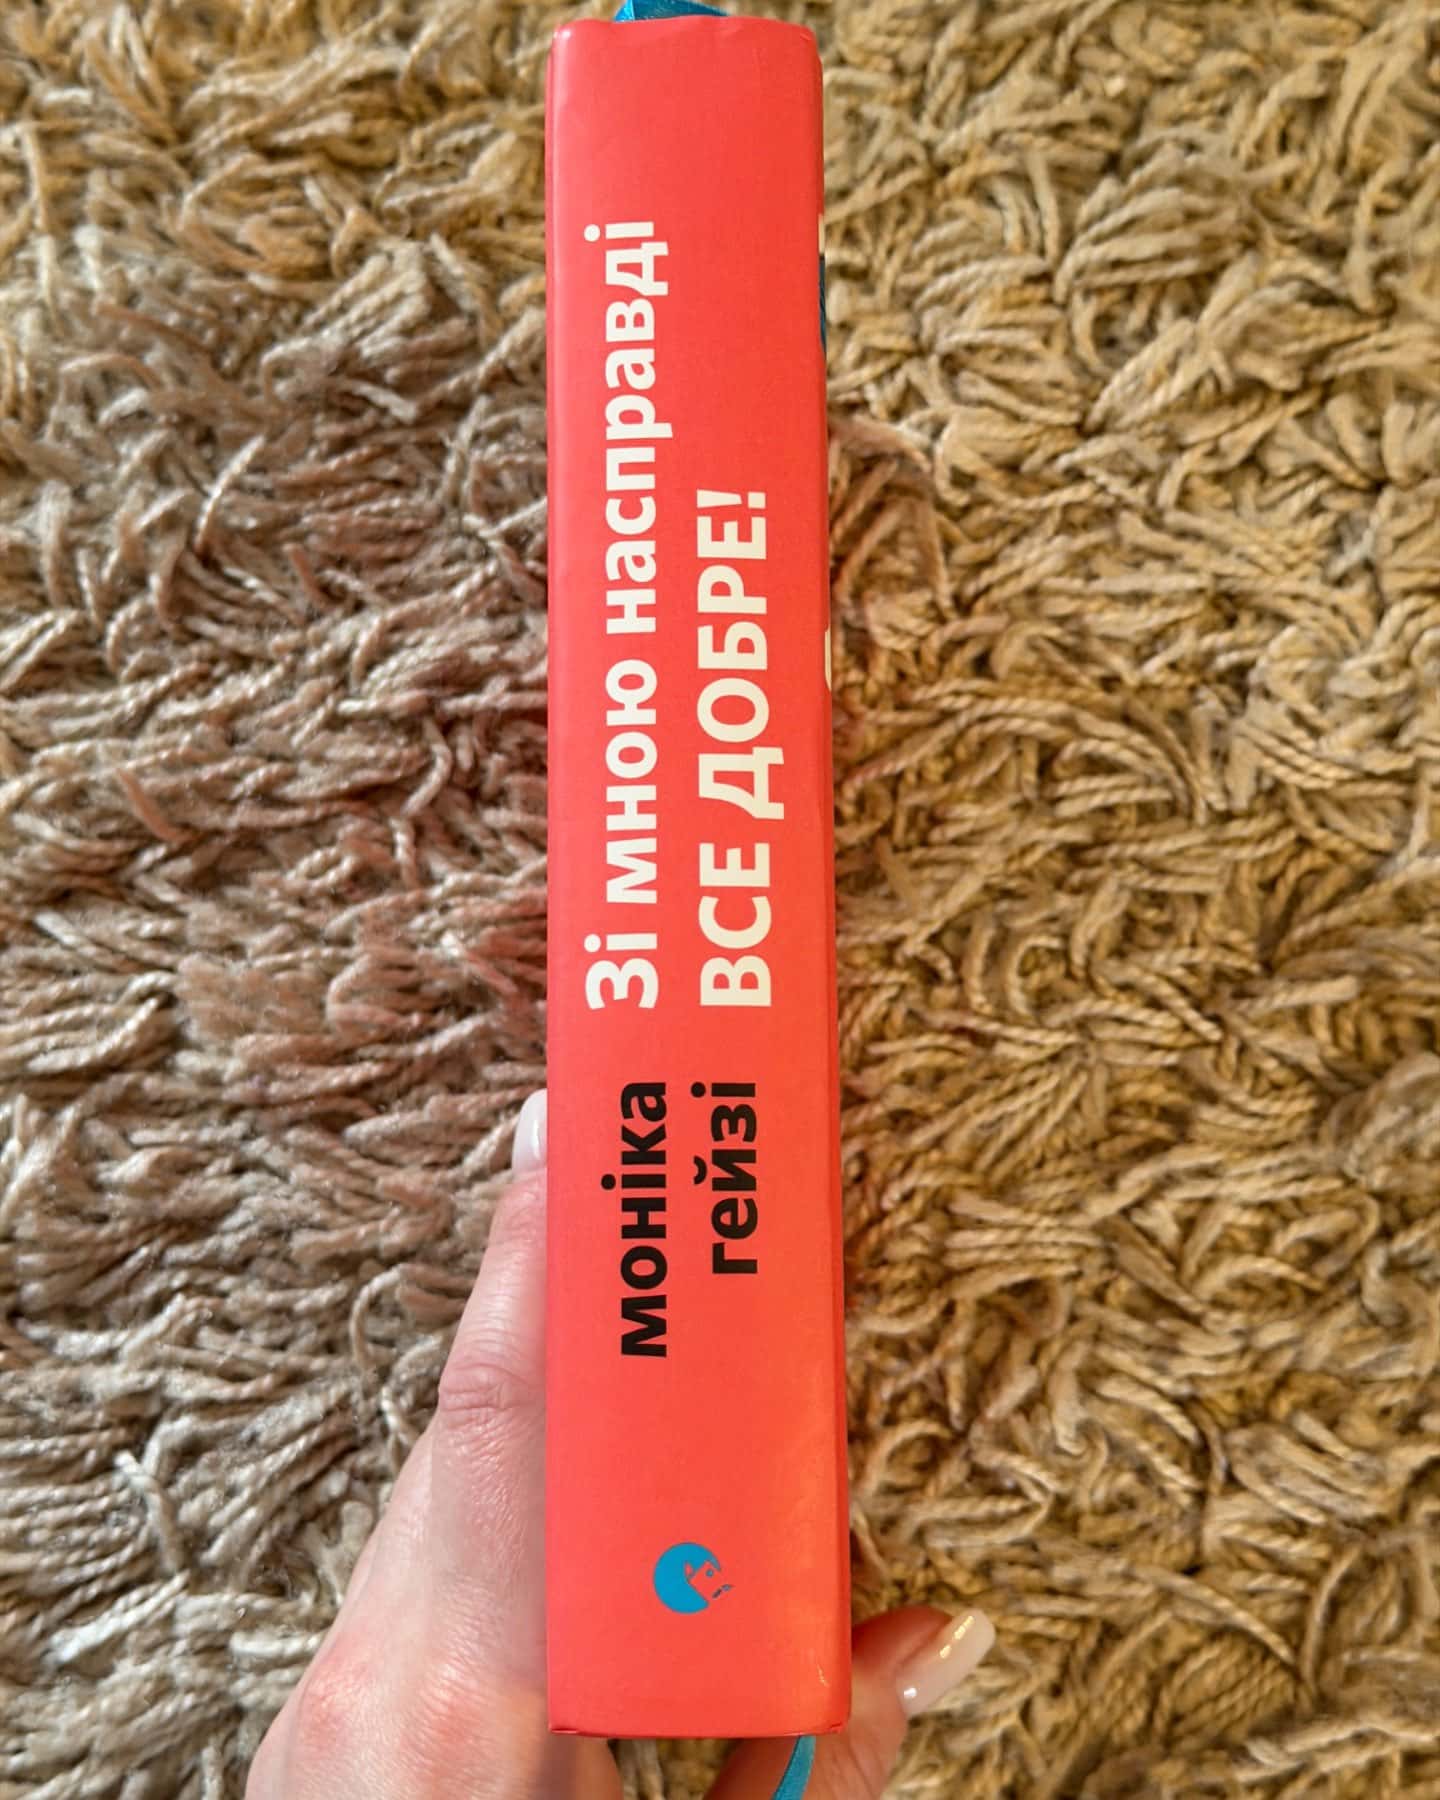 моніка
гейзі
Зі мною насправді
ВСЕ ДОБРЕ!